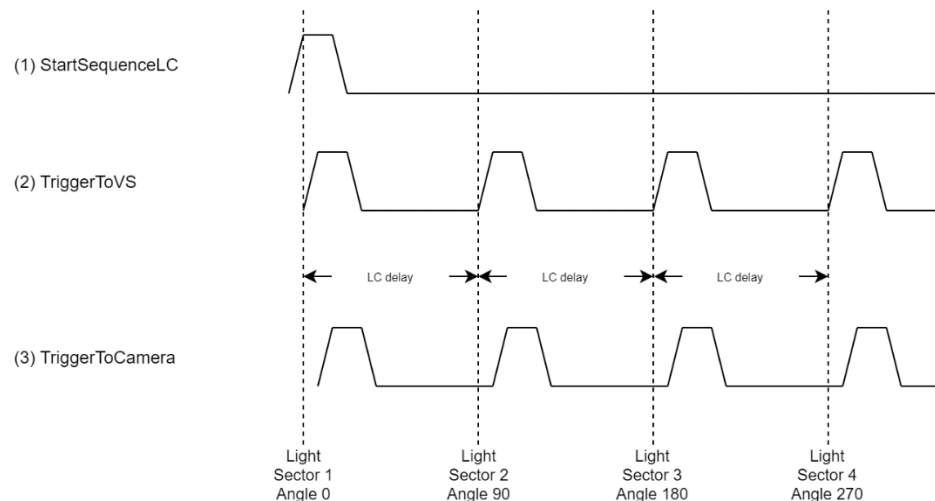 (1) StartSequenceLC
(2) TriggerToVS
LC delay LC delay LC delay
(3) TriggerToCamera
Light Light Light Light
Sector 1 Sector 2 Sector 3 Sector 4
Angle 0 Angle 90 Angle 180 Angle 270